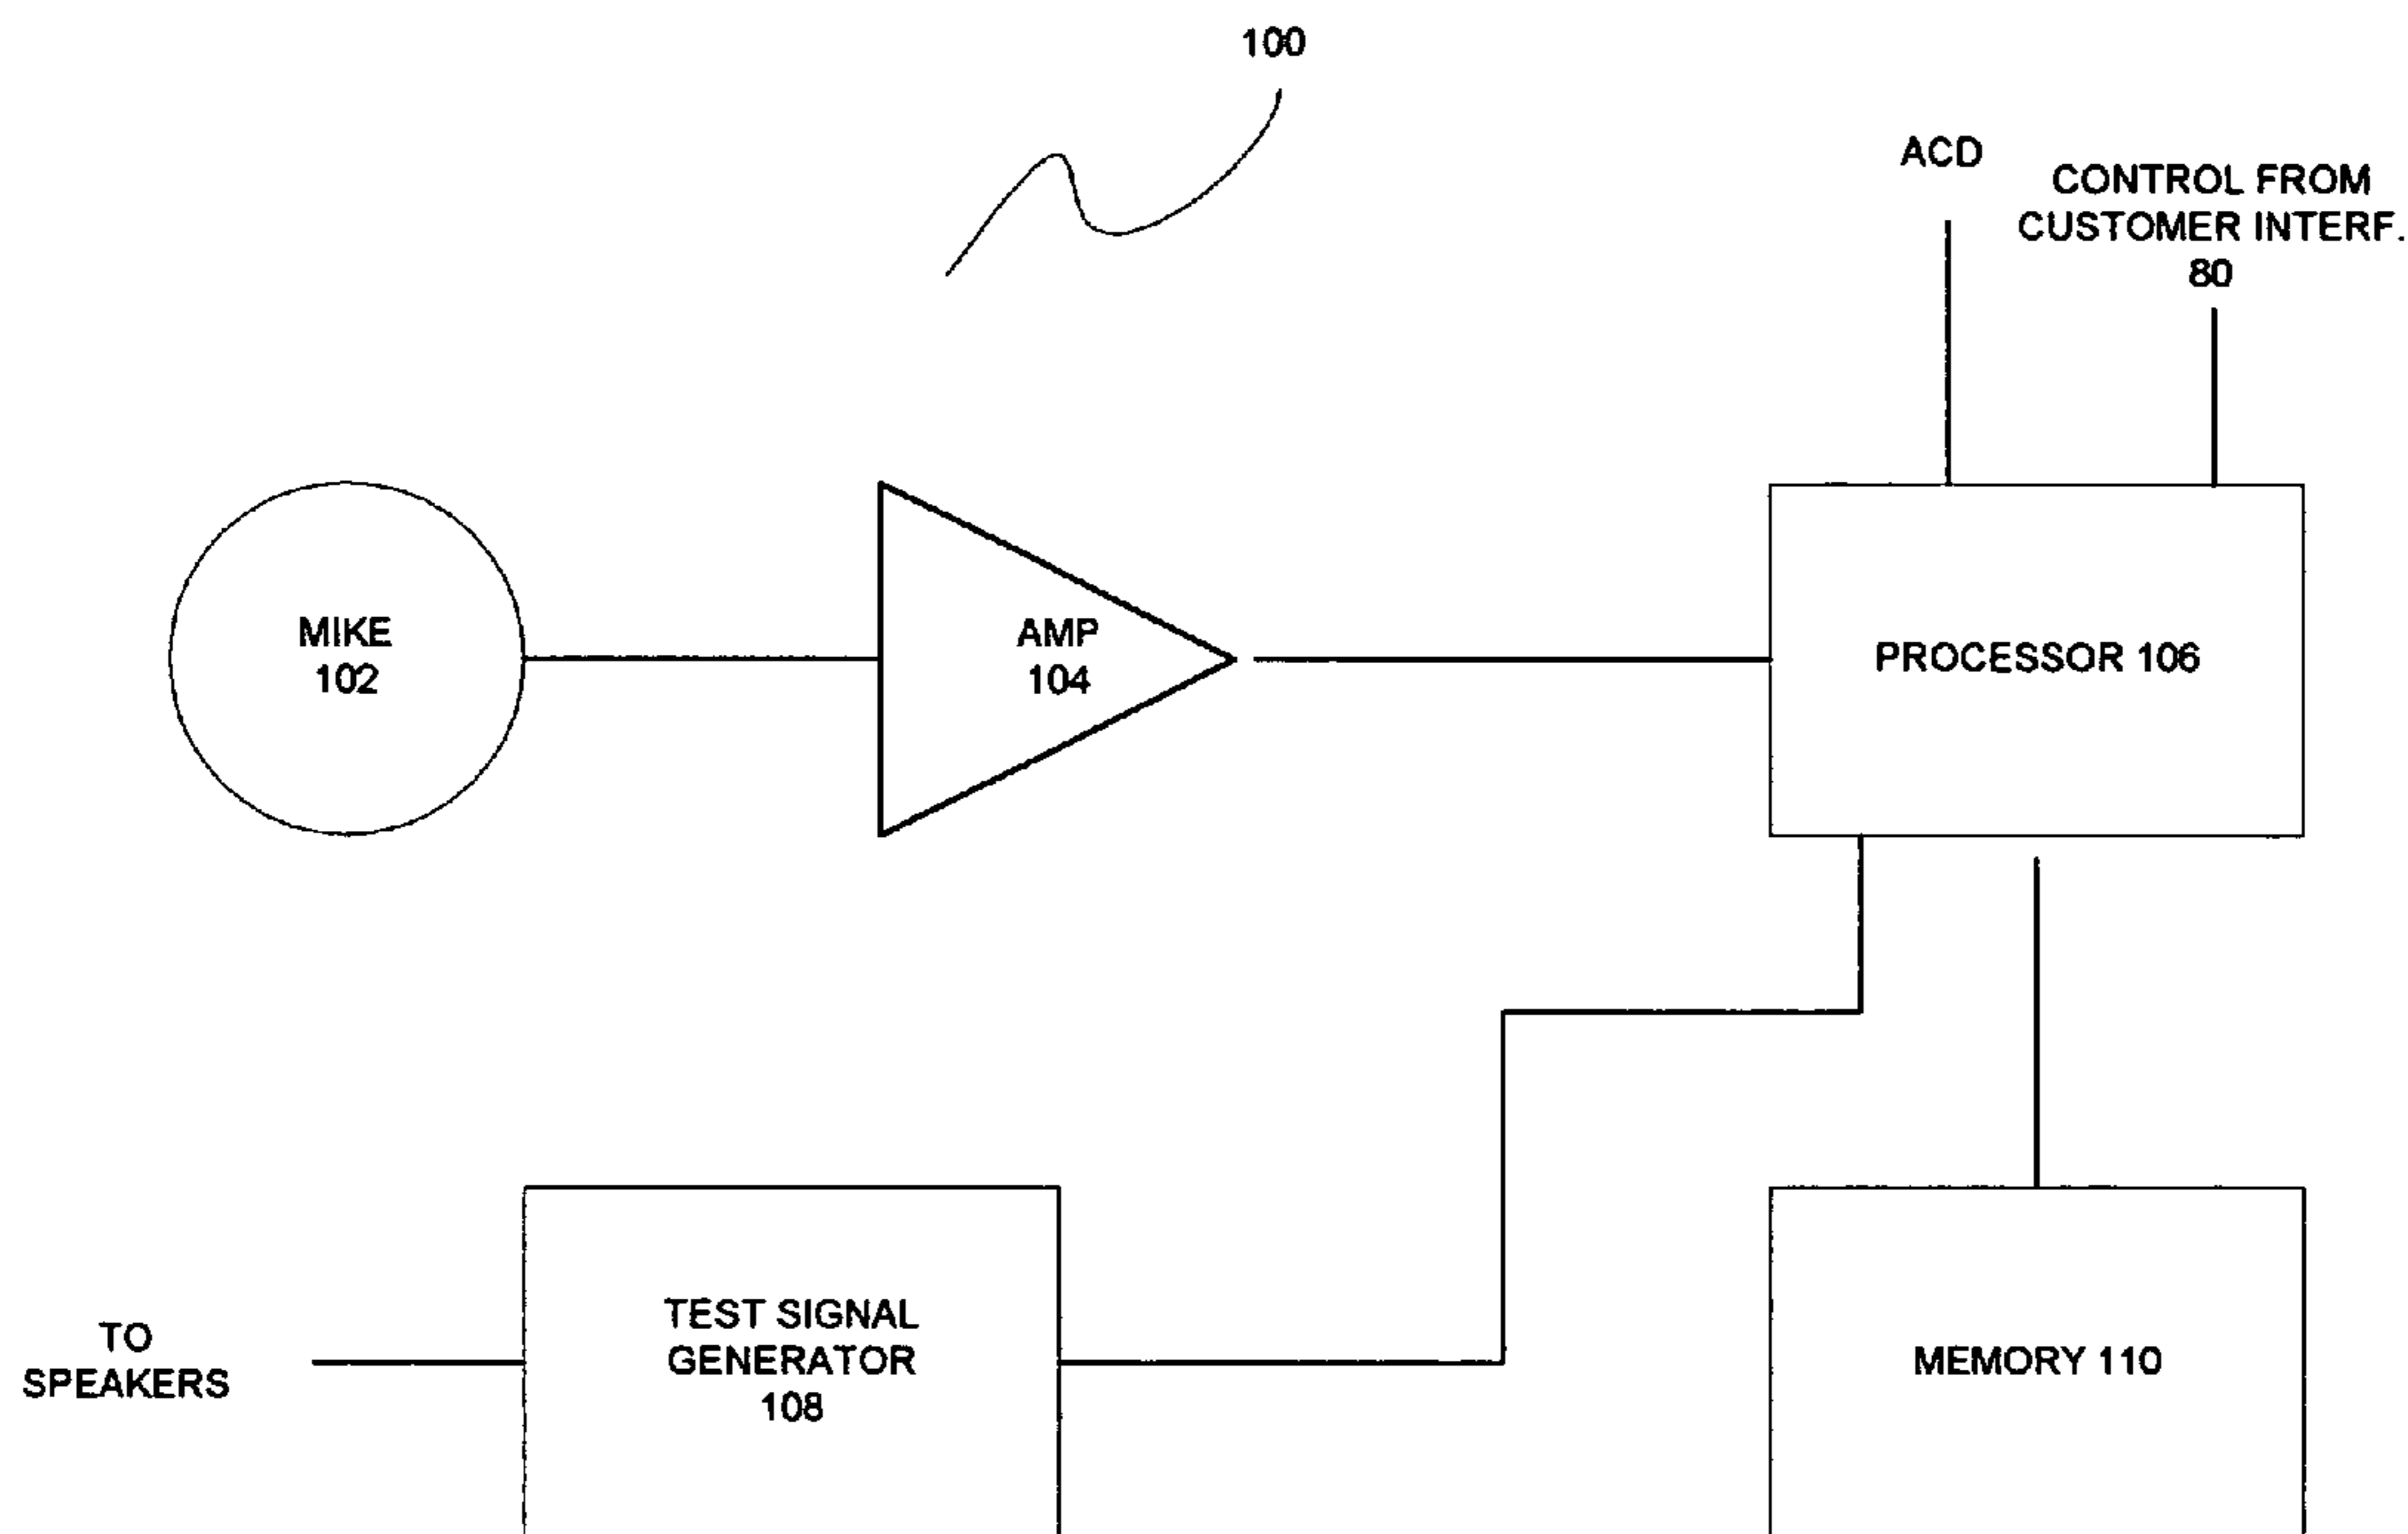 100
ACD
CONTROL FROM
CUSTOMER INTERF.
80
MIKE
102
AMP
104
PROCESSOR 106
TO
SPEAKERS
TEST SIGNAL
GENERATOR
108
MEMORY 110